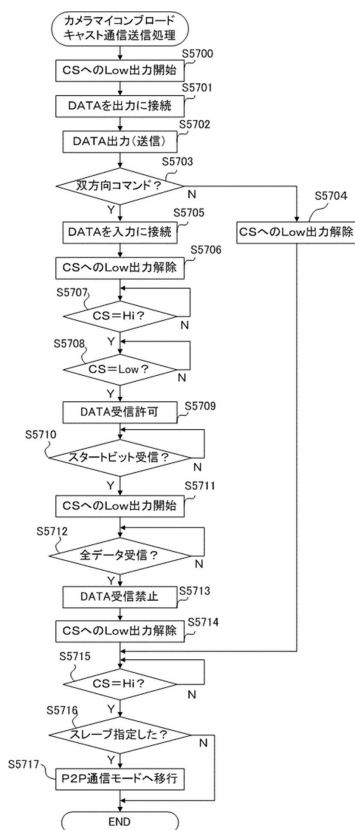 カメラマイコンブロード
キャスト通信送信処理
S5700
CSへのLow出力開始
S5701
DATAを出力に接続
S5702
DATA出力(送信)
S5703
双方向コマンド?
N
Y
S5704
CSへのLow出力解除
S5705
DATAを入力に接続
S5706
CSへのLow出力解除
S5707
CS=Hi?
N
Y
S5708
CS=Low?
N
Y
S5709
DATA受信許可
S5710
スタートビット受信?
N
Y
S5711
CSへのLow出力開始
S5712
全データ受信?
N
Y
S5713
DATA受信禁止
S5714
CSへのLow出力解除
S5715
CS=Hi?
N
Y
S5716
スレーブ指定した?
N
Y
S5717
P2P通信モードへ移行
END